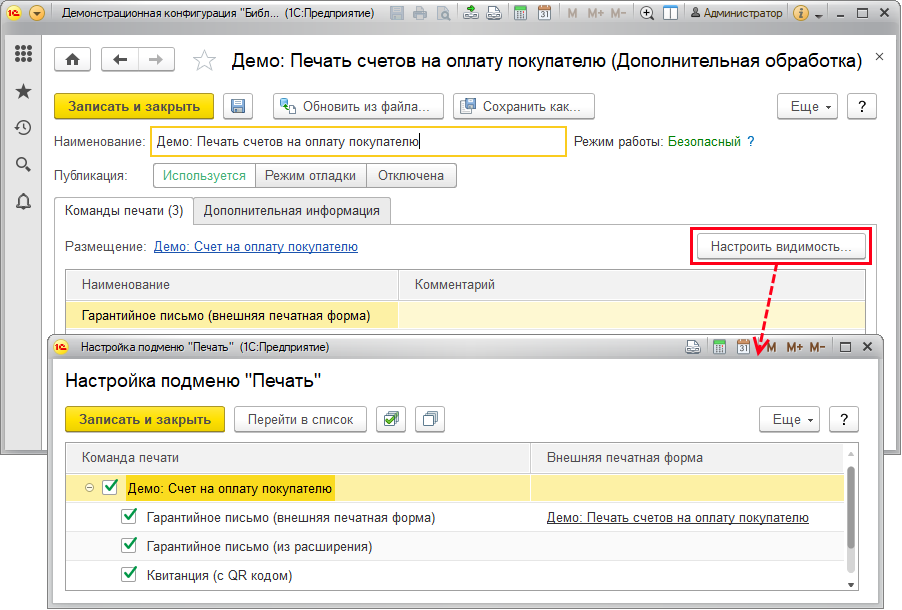 Демонстрационная конфигурация "Библ... (1С:Предприятие) M M+ M- Администратор
Демо: Печать счетов на оплату покупателю (Дополнительная обработка)
Записать и закрыть Обновить из файла... Сохранить как... Еще ?
Наименование: Демо: Печать счетов на оплату покупателю Режим работы: Безопасный ?
Публикация: Используется Режим отладки Отключена
Команды печати (3) Дополнительная информация
Размещение: Демо: Счет на оплату покупателю Настроить видимость...
Наименование Комментарий
Гарантийное письмо (внешняя печатная форма)
Настройка подменю "Печать" (1С:Предприятие) 31 M M+ M-
Настройка подменю "Печать"
Записать и закрыть Перейти в список Еще ?
Команда печати Внешняя печатная форма
Демо: Счет на оплату покупателю
Гарантийное письмо (внешняя печатная форма) Демо: Печать счетов на оплату покупателю
Гарантийное письмо (из расширения)
Квитанция (с QR кодом)